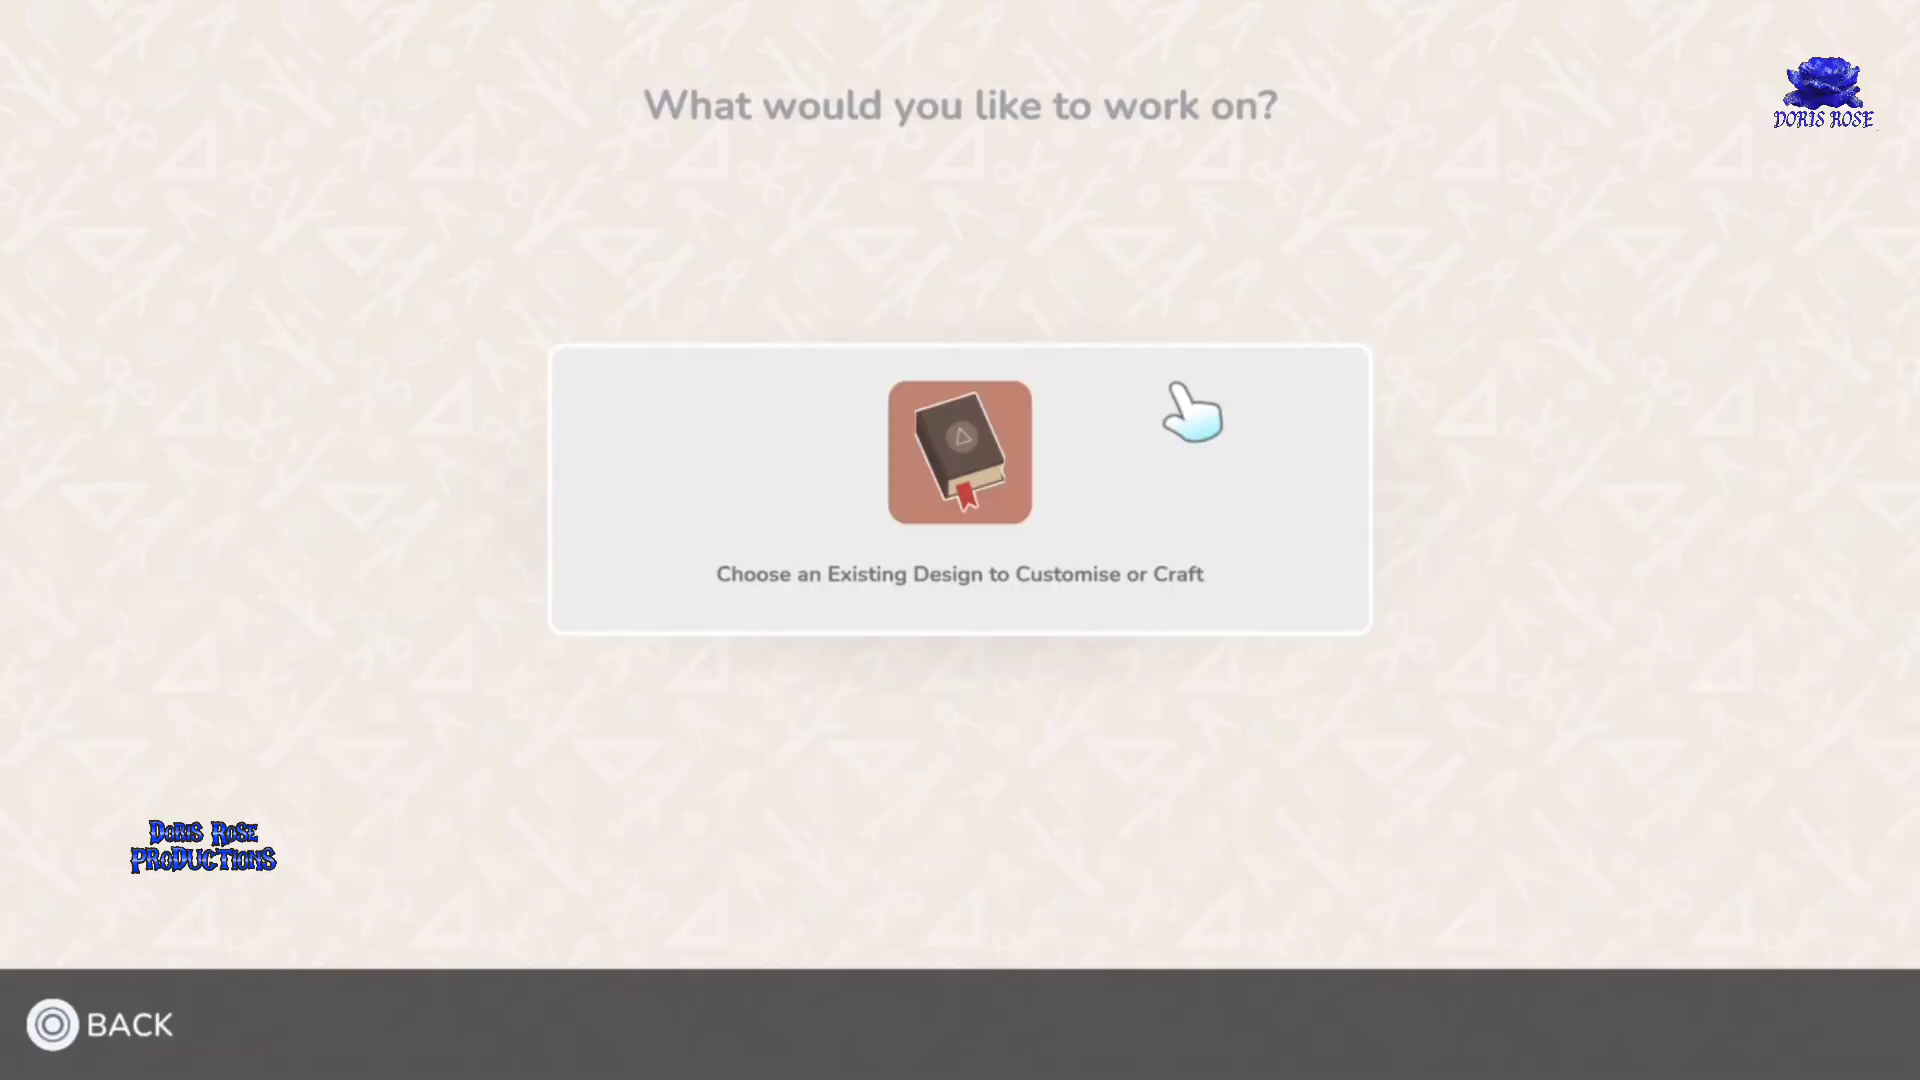 What would you like to work on?
DORIS ROSE
Choose an Existing Design to Customise or Craft
DORIS ROSE
PRODUCTIONS
BACK